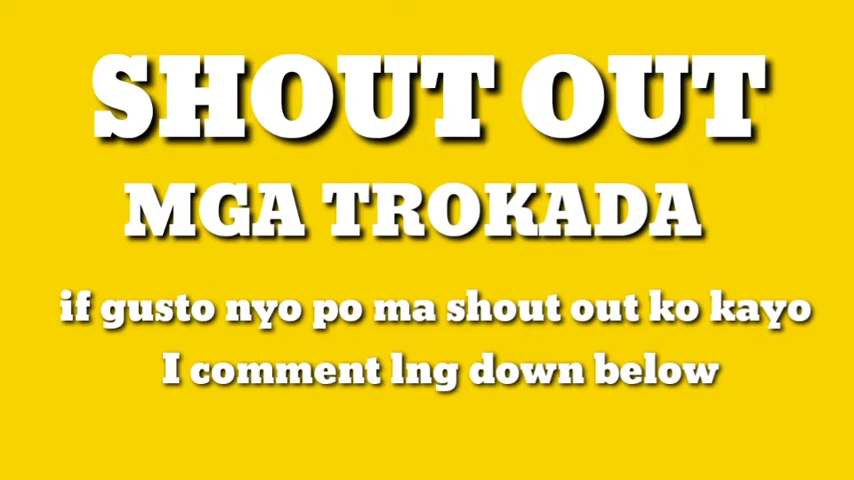 SHOUT OUT
MGA TROKADA
if gusto nyo po ma shout out ko kayo
I comment lng down below